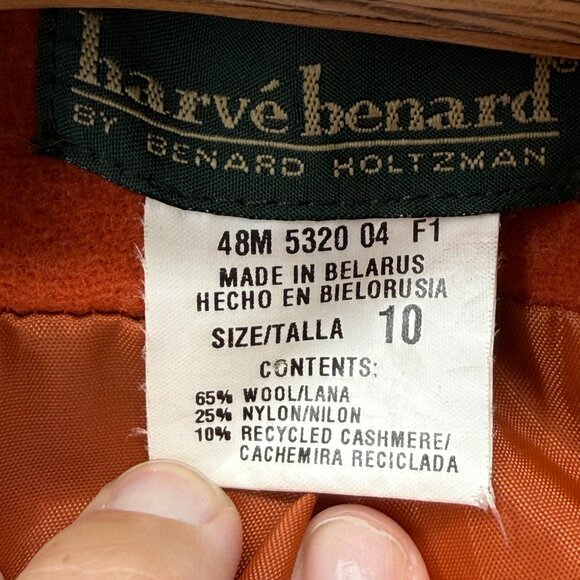 harvé benard®
BY BENARD HOLTZMAN
48M 5320 04 F1
MADE IN BELARUS
HECHO EN BIELORUSIA
SIZE/TALLA 10
CONTENTS:
65% WOOL/LANA
25% NYLON/NILON
10% RECYCLED CASHMERE/
CACHEMIRA RECICLADA